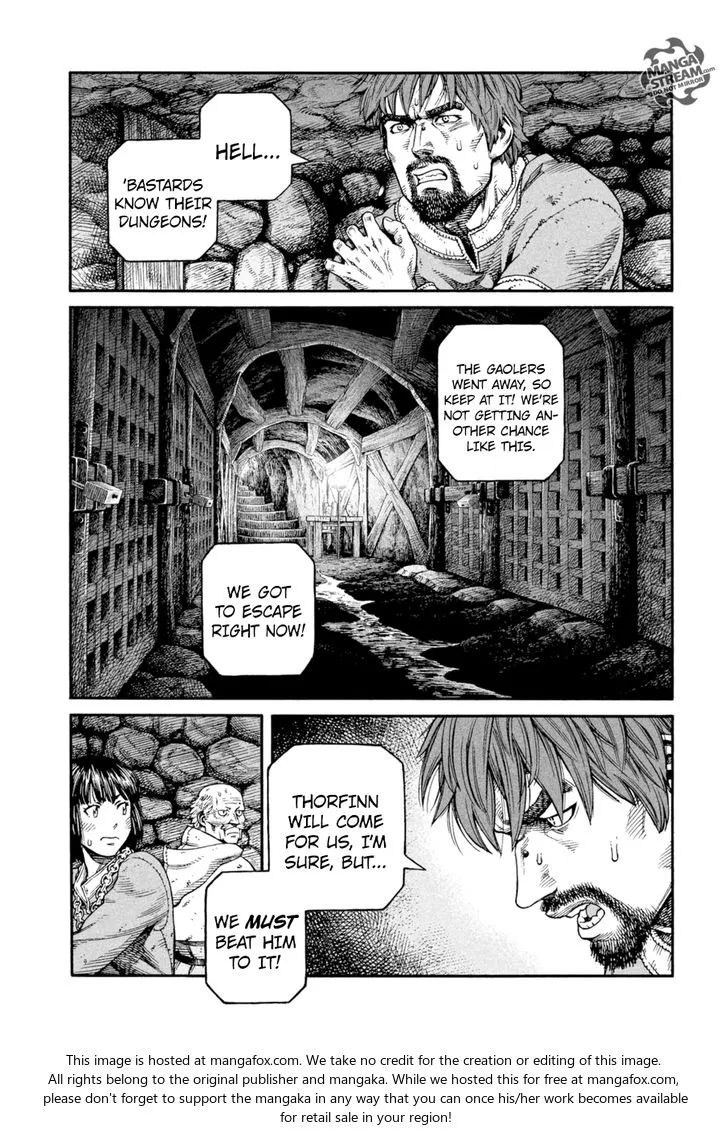 MANGA
STREAM.com
DO NOT MIRROR
HELL...
'BASTARDS
KNOW THEIR
DUNGEONS!
THE GAOLERS
WENT AWAY, SO
KEEP AT IT! WE'RE
NOT GETTING AN-
OTHER CHANCE
LIKE THIS.
WE GOT
TO ESCAPE
RIGHT NOW!
THORFINN
WILL COME
FOR US, I'M
SURE, BUT...
WE MUST
BEAT HIM
TO IT!
This image is hosted at mangafox.com. We take no credit for the creation or editing of this image.
All rights belong to the original publisher and mangaka. While we hosted this for free at mangafox.com,
please don't forget to support the mangaka in any way that you can once his/her work becomes available
for retail sale in your region!